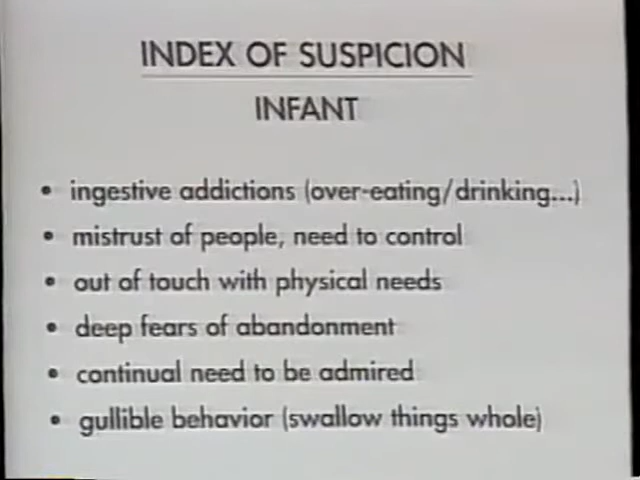 INDEX OF SUSPICION
INFANT
• ingestive addictions (over-eating/drinking...)
• mistrust of people, need to control
• out of touch with physical needs
• deep fears of abandonment
• continual need to be admired
• gullible behavior (swallow things whole)